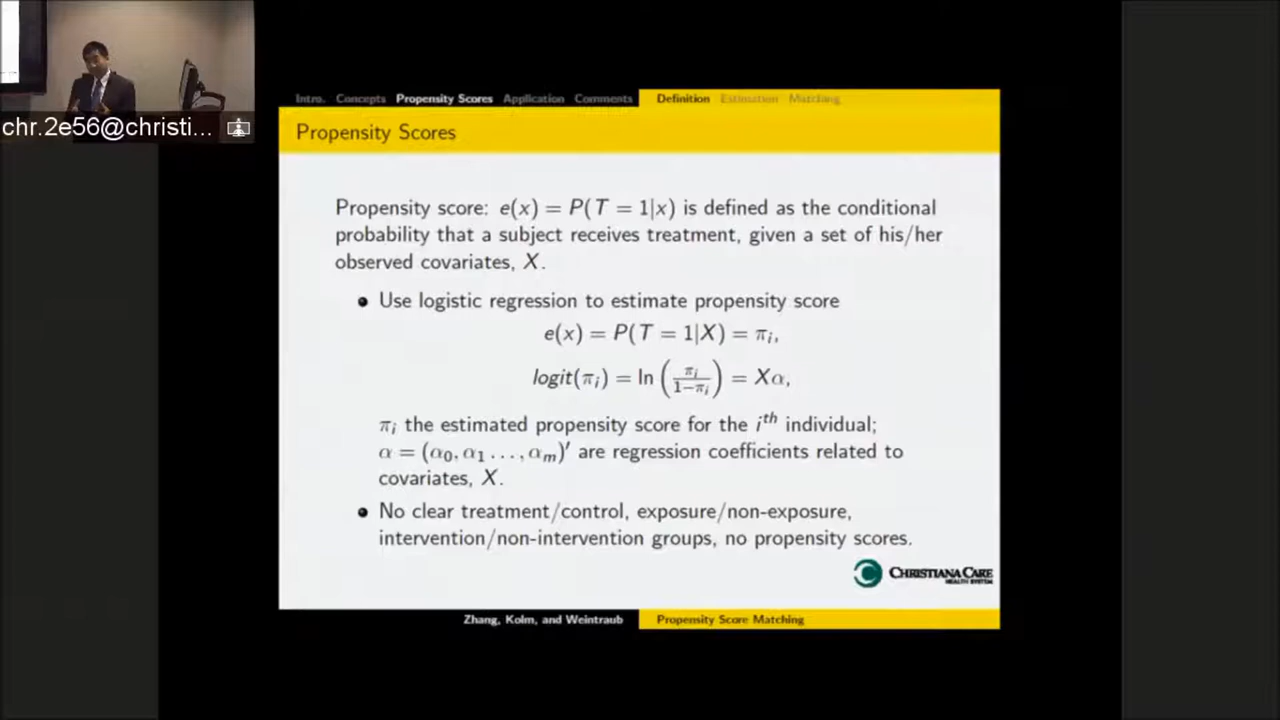 chr.2e56@christi...
Intro. Concepts Propensity Scores Application Comments Definition Estimation Matching
Propensity Scores
Propensity score: e(x) = P(T = 1|x) is defined as the conditional
probability that a subject receives treatment, given a set of his/her
observed covariates, X.
• Use logistic regression to estimate propensity score
e(x) = P(T = 1|X) = πi,
logit(πi) = ln (πi/1−πi) = Xα,
πi the estimated propensity score for the ith individual;
α = (α0, α1 ..., αm)′ are regression coefficients related to
covariates, X.
• No clear treatment/control, exposure/non-exposure,
intervention/non-intervention groups, no propensity scores.
CHRISTIANA CARE
HEALTH SYSTEM
Zhang, Kolm, and Weintraub Propensity Score Matching